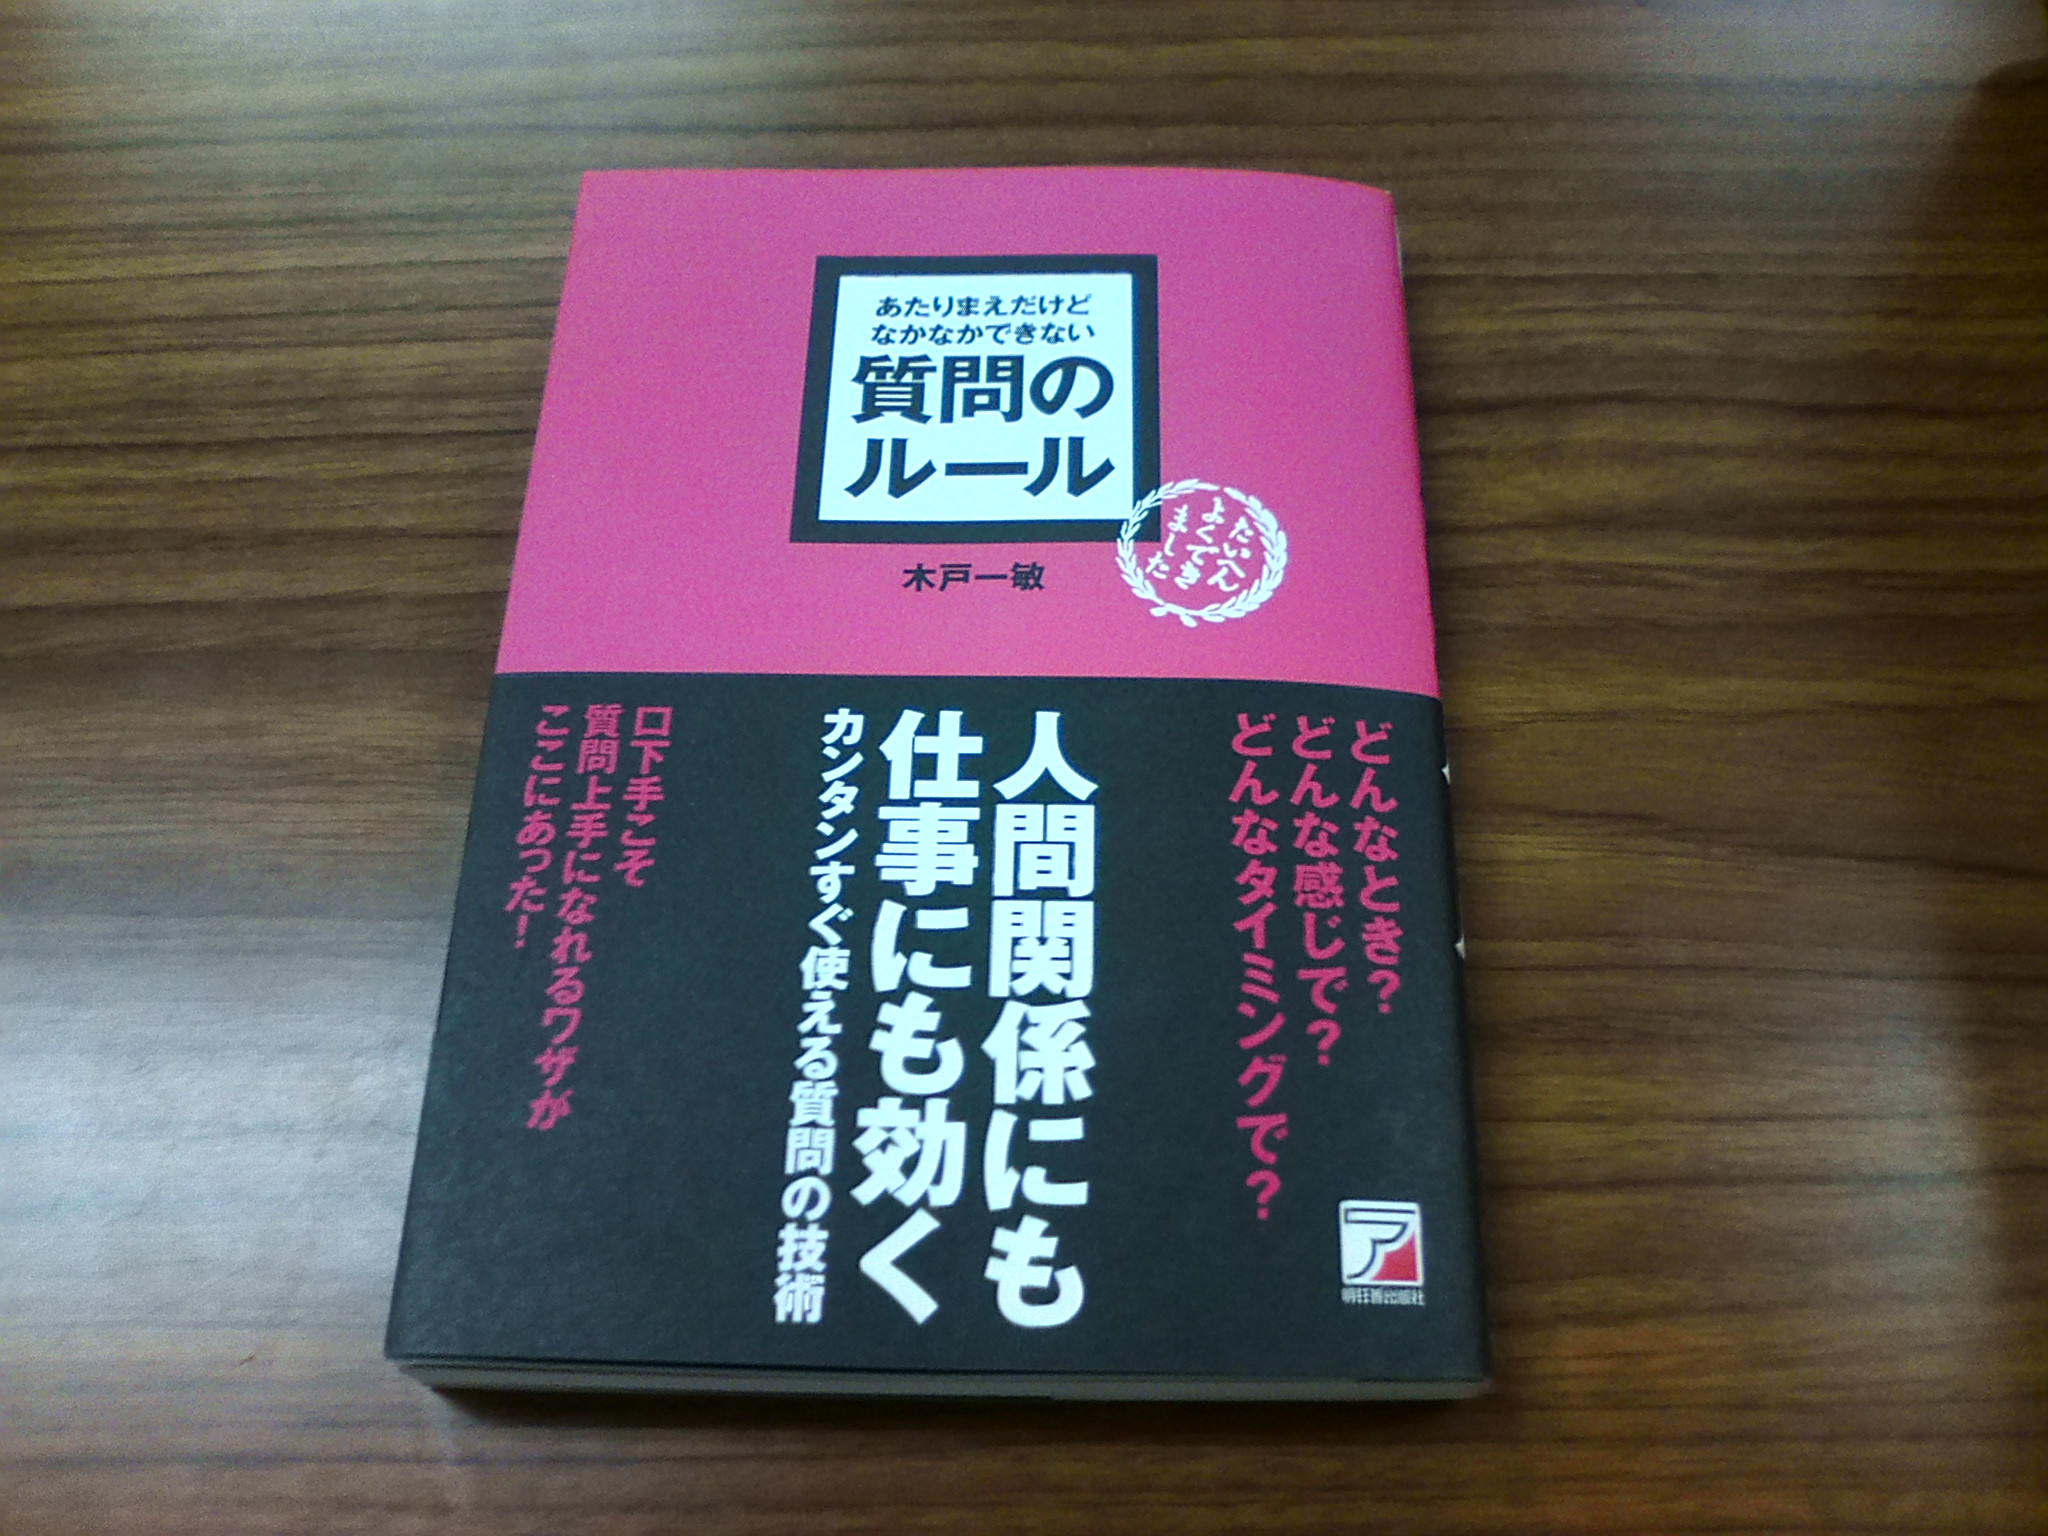 あたりまえだけど
なかなかできない
質問の
ルール
たいへん
よくでき
ました
木戸一敏
どんなとき？
どんな感じで？
どんなタイミングで？
人間関係にも
仕事にも効く
カンタンすぐ使える質問の技術
口下手こそ
質問上手になれるワザが
ここにあった！
ア
明日香出版社